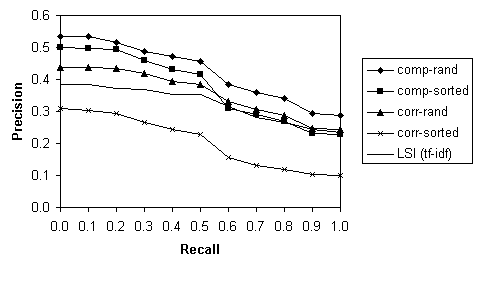 0.6
0.5
0.4
0.3
0.2
0.1
0.0
Precision
0.0 0.1 0.2 0.3 0.4 0.5 0.6 0.7 0.8 0.9 1.0
Recall
comp-rand
comp-sorted
corr-rand
corr-sorted
LSI (tf-idf)